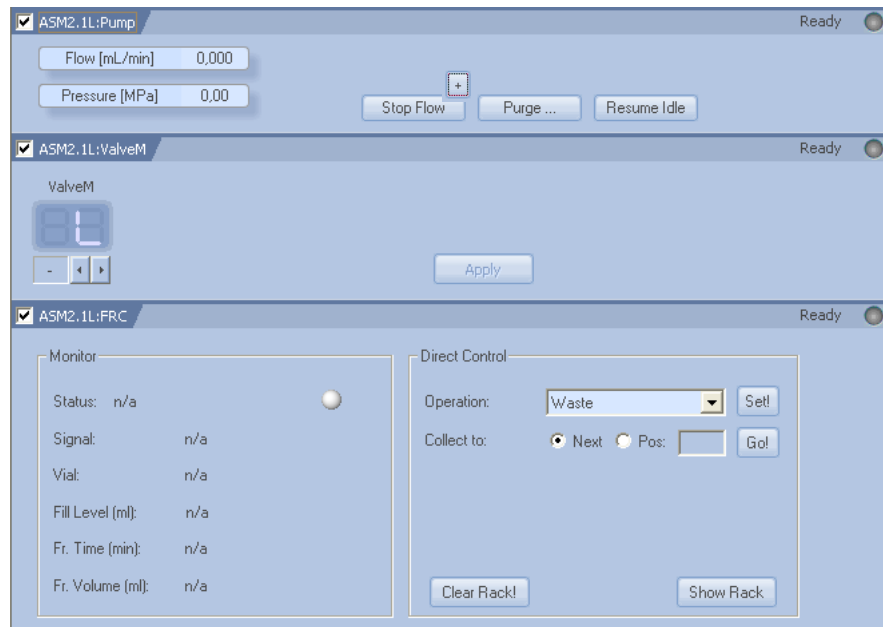 ASM2.1L:Pump Ready
Flow [mL/min] 0,000
Pressure [MPa] 0,00
+
Stop Flow Purge ... Resume Idle
ASM2.1L:ValveM Ready
ValveM
L
-
Apply
ASM2.1L:FRC Ready
Monitor
Status: n/a
Signal: n/a
Vial: n/a
Fill Level (ml): n/a
Fr. Time (min): n/a
Fr. Volume (ml): n/a
Direct Control
Operation: Waste Set!
Collect to: Next Pos: Go!
Clear Rack! Show Rack